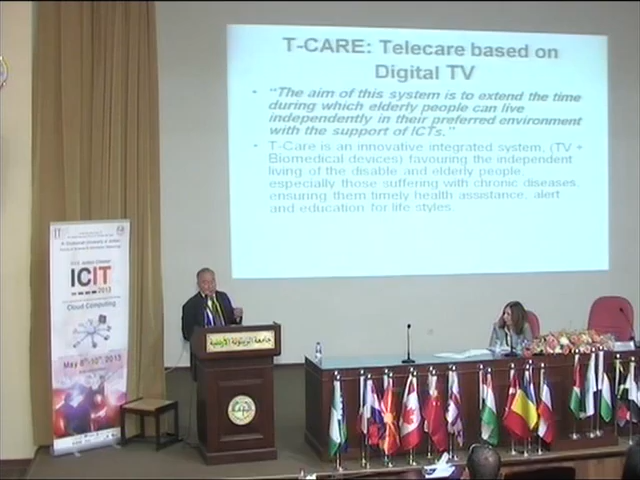 T-CARE: Telecare based on
Digital TV
• "The aim of this system is to extend the time
during which elderly people can live
independently in their preferred environment
with the support of ICTs."
• T-Care is an innovative integrated system, (TV +
Biomedical devices) favouring the independent
living of the disable and elderly people,
especially those suffering with chronic diseases,
ensuring them timely health assistance, alert
and education for life styles.
ICIT
2013
Cloud Computing
May 8th-10th, 2013
جامعة الزيتونة الأردنية